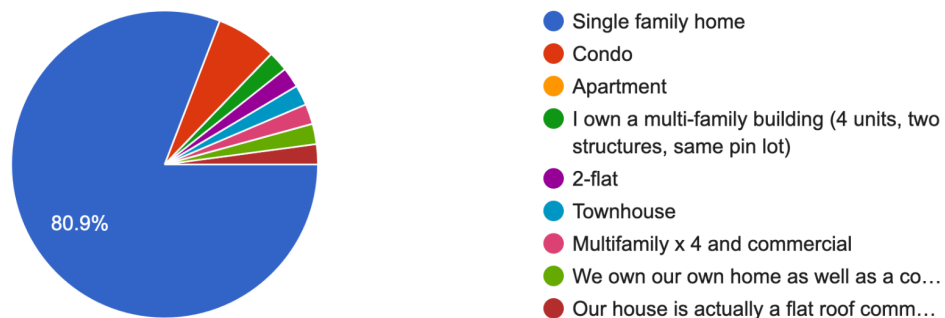 80.9%
Single family home
Condo
Apartment
I own a multi-family building (4 units, two
structures, same pin lot)
2-flat
Townhouse
Multifamily x 4 and commercial
We own our own home as well as a co…
Our house is actually a flat roof comm…